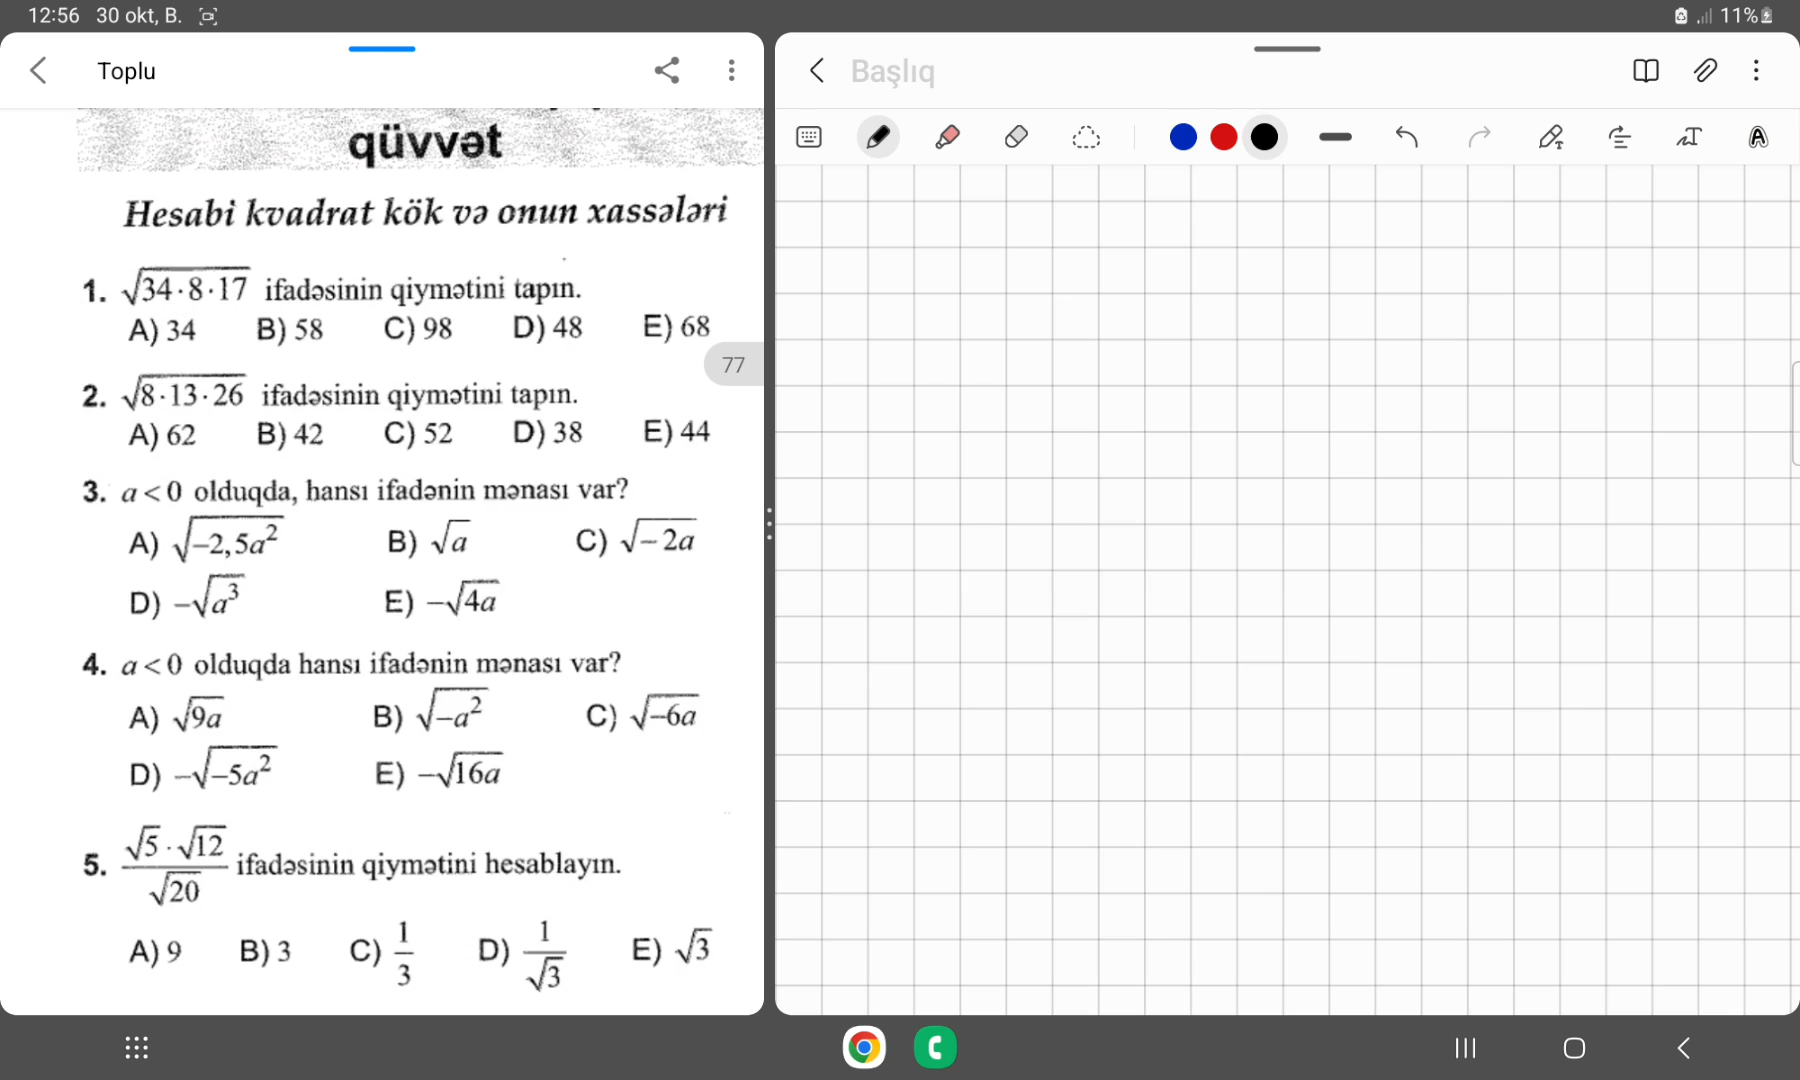 12:56 30 okt, B. 11%
Toplu
qüvvət
Hesabi kvadrat kök və onun xassələri
1. √34·8·17 ifadəsinin qiymətini tapın.
A) 34 B) 58 C) 98 D) 48 E) 68
77
2. √8·13·26 ifadəsinin qiymətini tapın.
A) 62 B) 42 C) 52 D) 38 E) 44
3. a<0 olduqda, hansı ifadənin mənası var?
A) √-2,5a² B) √a C) √-2a
D) -√a³ E) -√4a
4. a<0 olduqda hansı ifadənin mənası var?
A) √9a B) √-a² C) √-6a
D) -√-5a² E) -√16a
5. √5·√12 / √20 ifadəsinin qiymətini hesablayın.
A) 9 B) 3 C) 1/3 D) 1/√3 E) √3
Başlıq